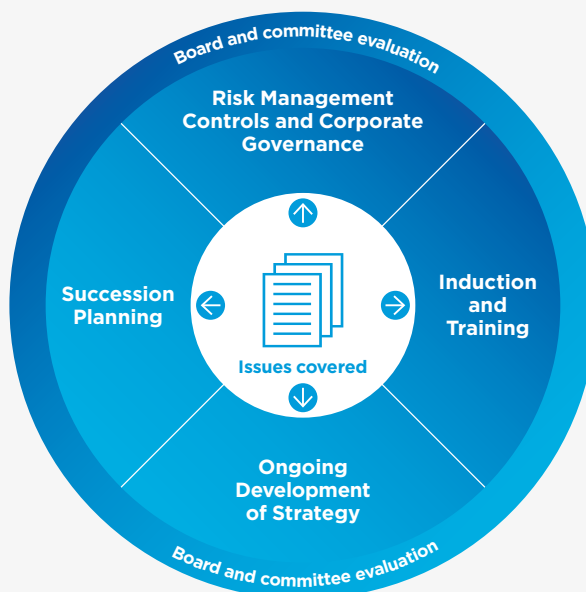 Board and committee evaluation
Risk Management
Controls and Corporate
Governance
Succession
Planning
Induction
and
Training
Issues covered
Ongoing
Development
of Strategy
Board and committee evaluation